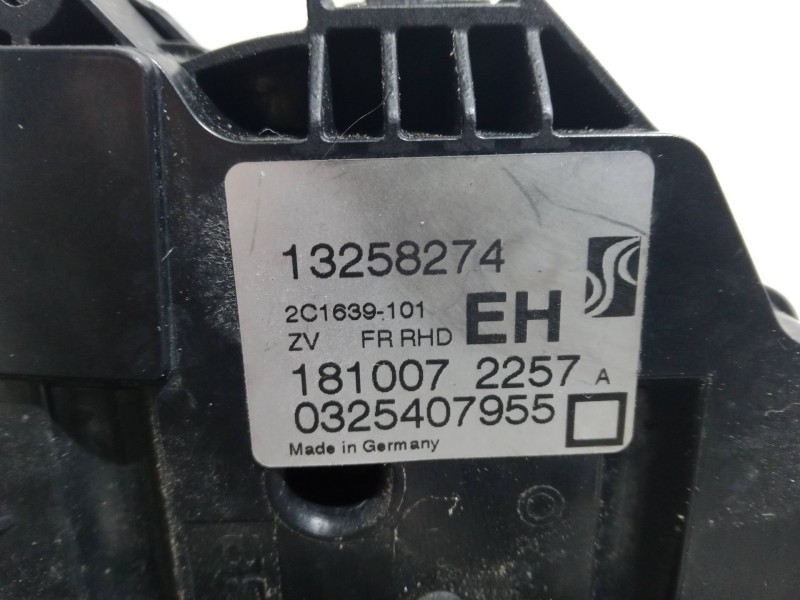 13258274
2C1639-101
ZV FR RHD EH
181007 2257 A
0325407955
Made in Germany